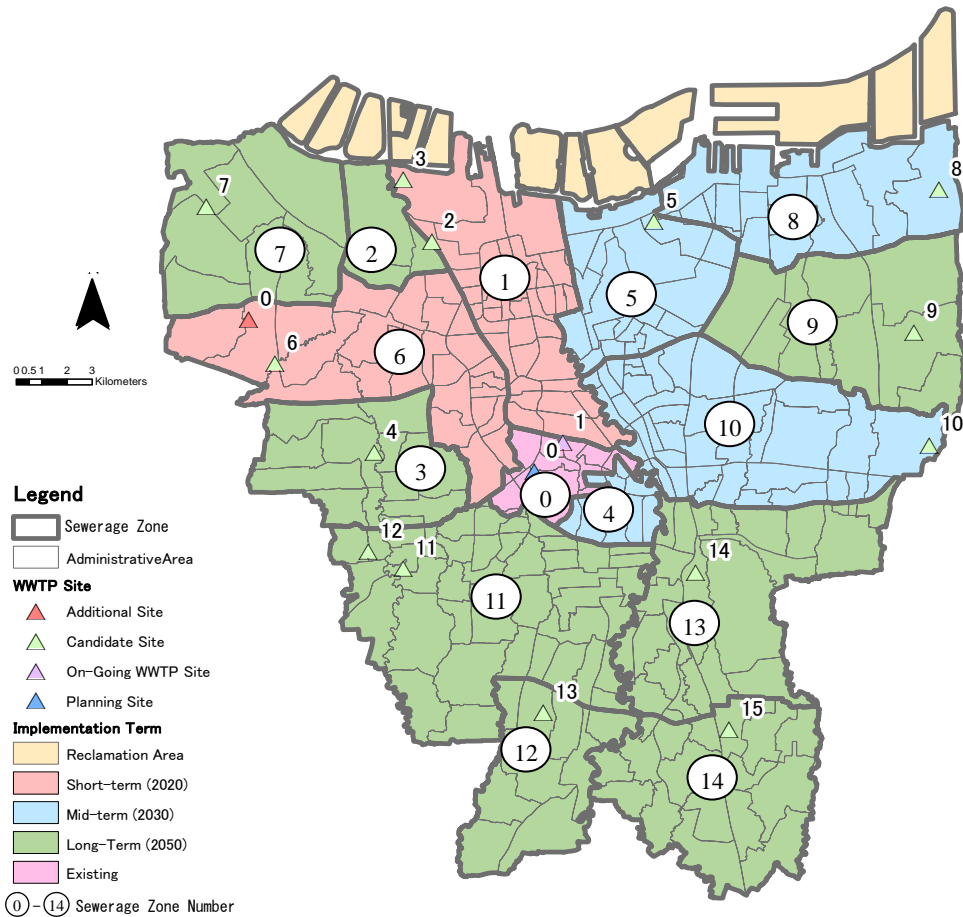 3
8
7
5
2
8
2
7
1
0
5
9
9
6
6
0 0.5 1 2 3
Kilometers
1
10
10
4
0
3
0
4
12
11
14
11
13
13
15
12
14
Legend
Sewerage Zone
AdministrativeArea
WWTP Site
Additional Site
Candidate Site
On-Going WWTP Site
Planning Site
Implementation Term
Reclamation Area
Short-term (2020)
Mid-term (2030)
Long-Term (2050)
Existing
0 - 14 Sewerage Zone Number